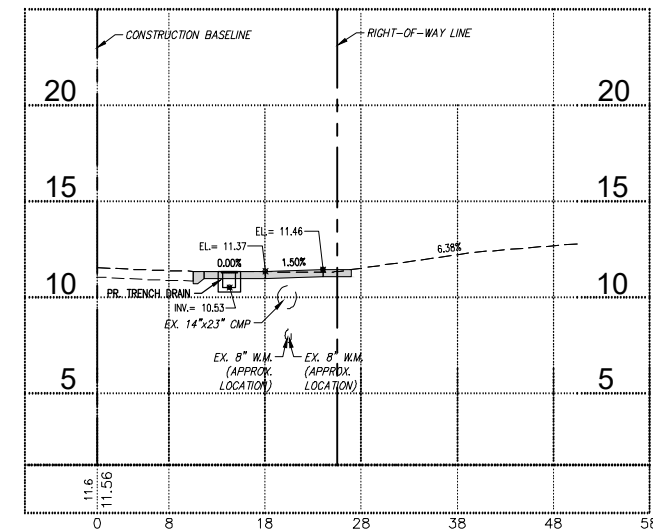 CONSTRUCTION BASELINE
RIGHT-OF-WAY LINE
20
20
15
15
EL.= 11.46
EL.= 11.37
0.00%
1.50%
6.38%
10
10
PR. TRENCH DRAIN
INV.= 10.53
EX. 14"x23" CMP
EX. 8" W.M.
(APPROX.
LOCATION)
EX. 8" W.M.
(APPROX.
LOCATION)
5
5
11.6
11.56
0
8
18
28
38
48
58